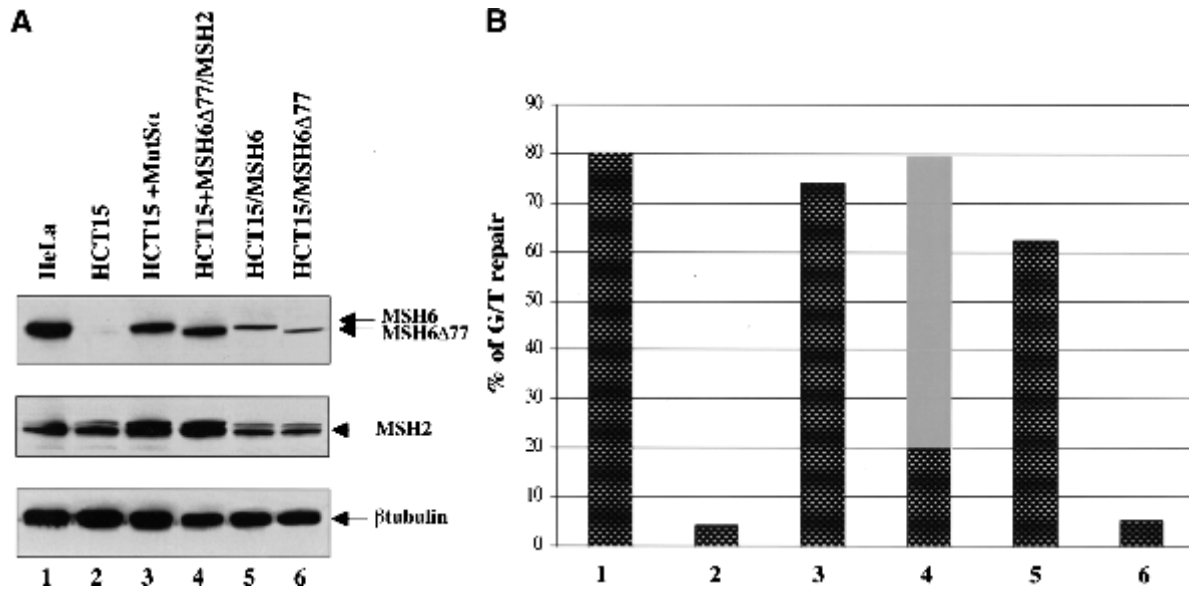 A
HeLa
HCT15
HCT15 +MutSα
HCT15+MSH6Δ77/MSH2
HCT15/MSH6
HCT15/MSH6Δ77
MSH6
MSH6Δ77
MSH2
βtubulin
1 2 3 4 5 6
B
% of G/T repair
90
80
70
60
50
40
30
20
10
0
1 2 3 4 5 6